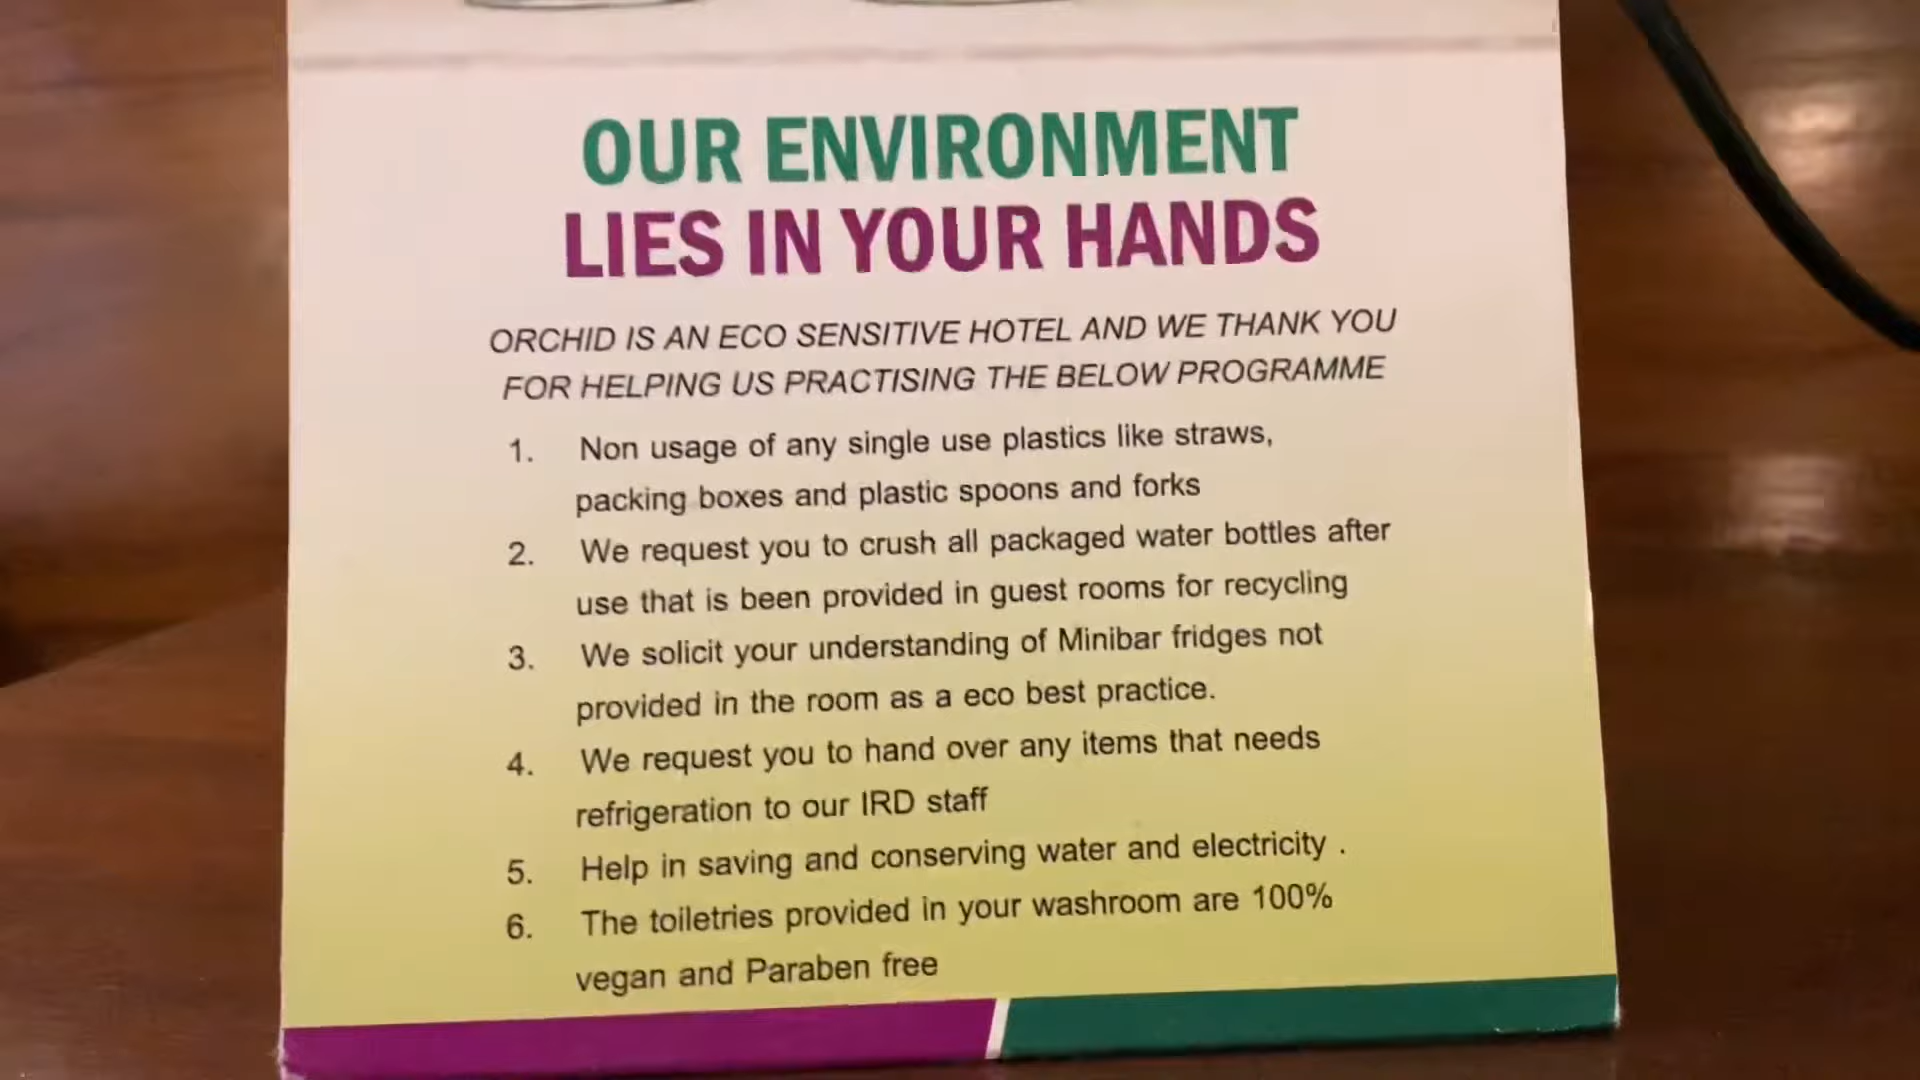 OUR ENVIRONMENT
LIES IN YOUR HANDS
ORCHID IS AN ECO SENSITIVE HOTEL AND WE THANK YOU
FOR HELPING US PRACTISING THE BELOW PROGRAMME
1. Non usage of any single use plastics like straws,
packing boxes and plastic spoons and forks
2. We request you to crush all packaged water bottles after
use that is been provided in guest rooms for recycling
3. We solicit your understanding of Minibar fridges not
provided in the room as a eco best practice.
4. We request you to hand over any items that needs
refrigeration to our IRD staff
5. Help in saving and conserving water and electricity .
6. The toiletries provided in your washroom are 100%
vegan and Paraben free